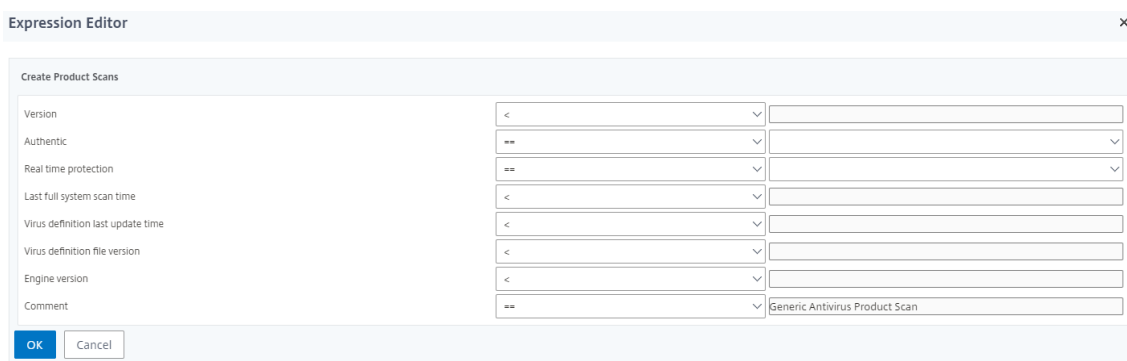 Expression Editor ×
Create Product Scans
Version <
Authentic ==
Real time protection ==
Last full system scan time <
Virus definition last update time <
Virus definition file version <
Engine version <
Comment == Generic Antivirus Product Scan
OK Cancel